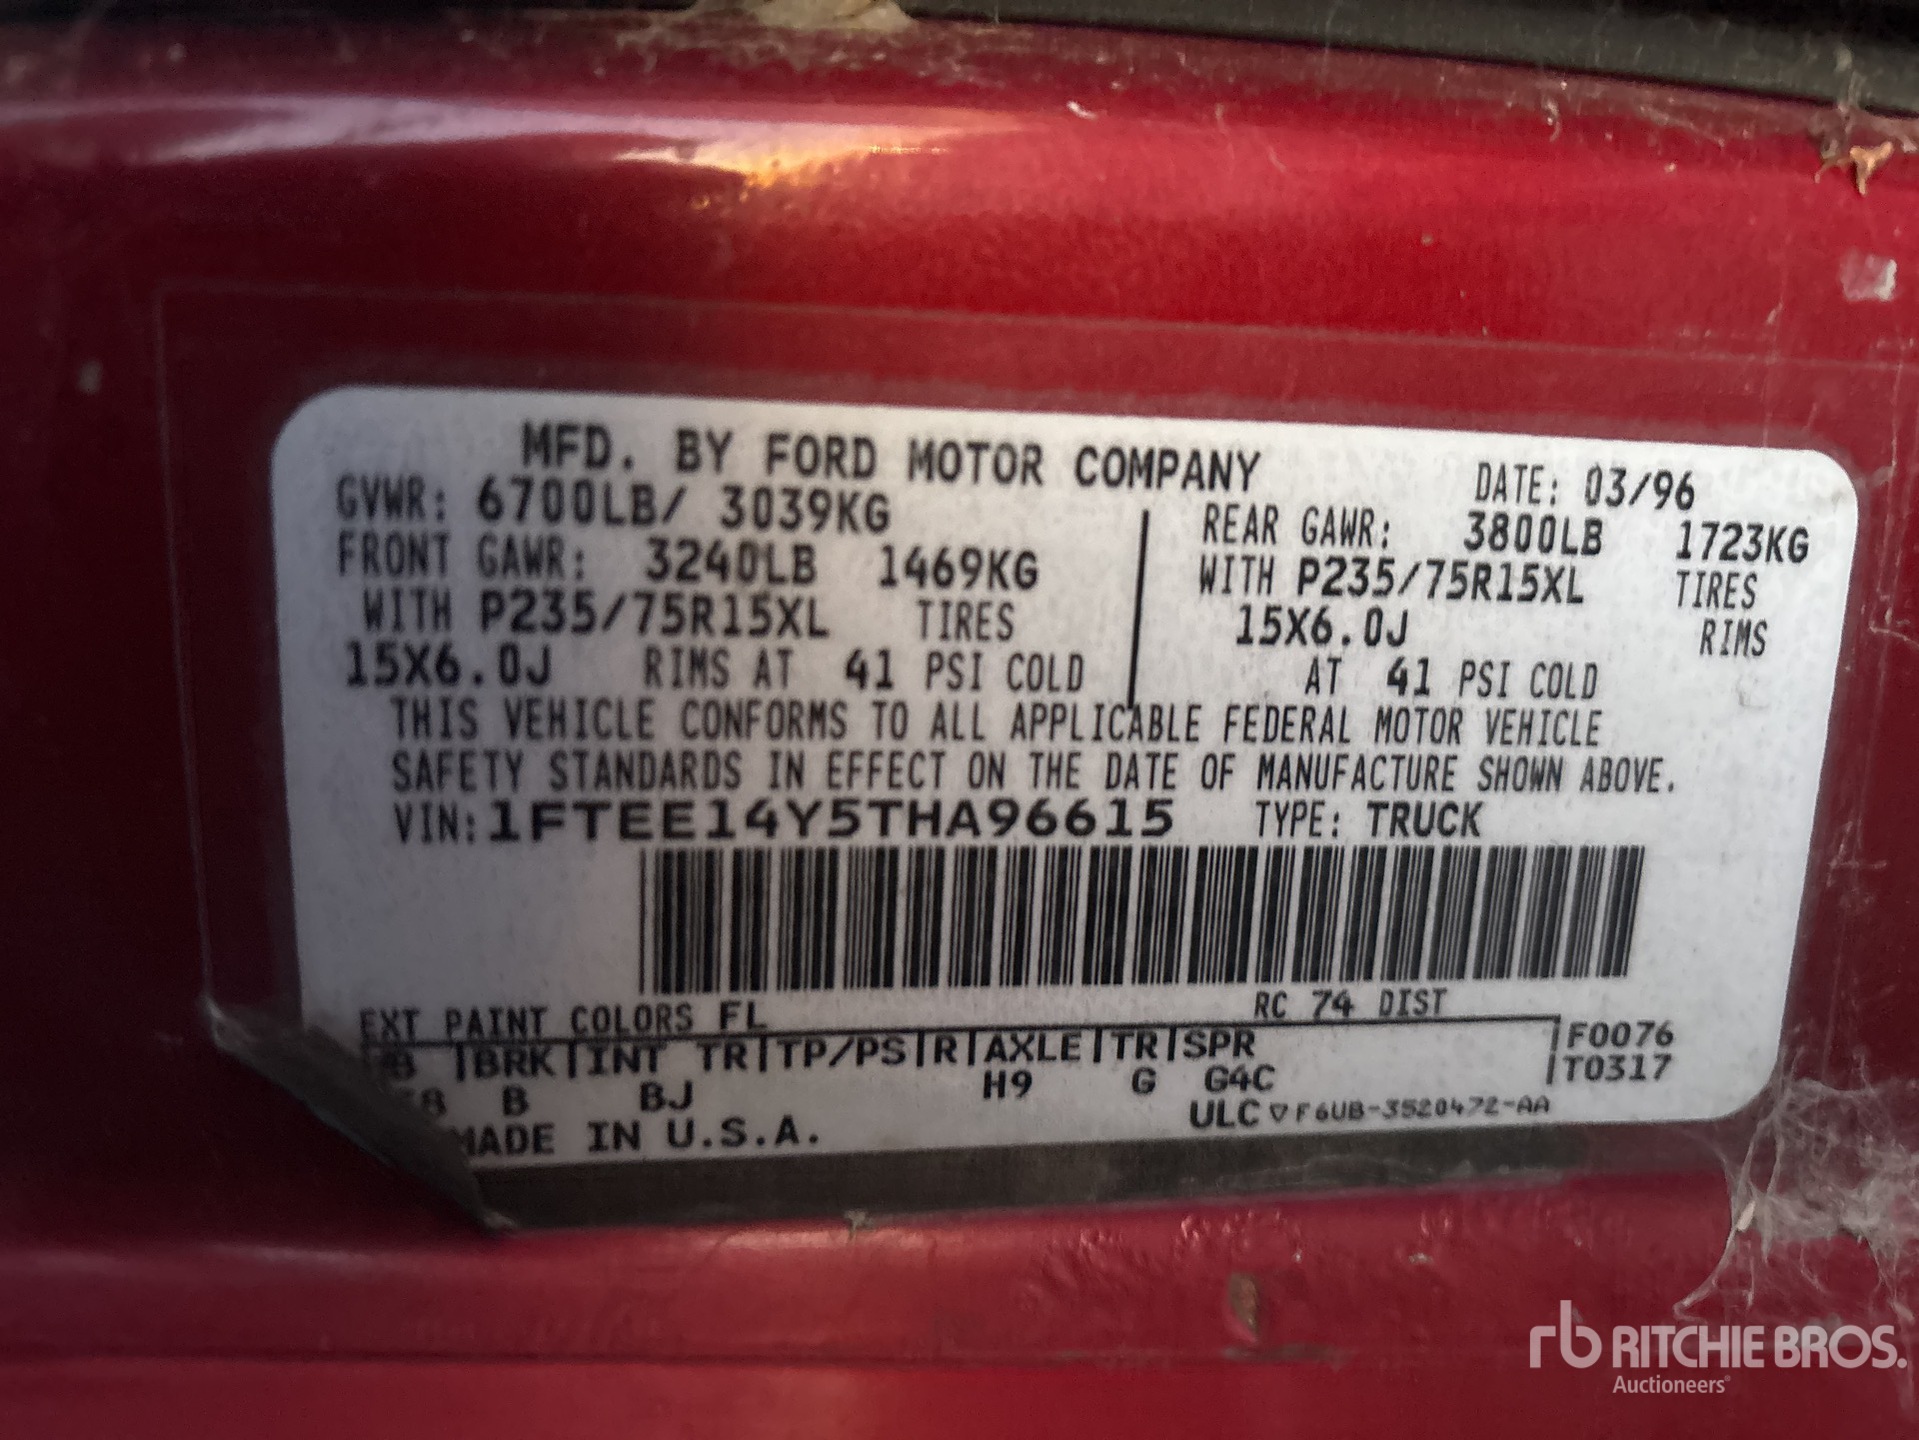 MFD. BY FORD MOTOR COMPANY
DATE: 03/96
GVWR: 6700LB/ 3039KG
FRONT GAWR: 3240LB 1469KG
WITH P235/75R15XL TIRES
15X6.0J RIMS AT 41 PSI COLD
REAR GAWR: 3800LB 1723KG
WITH P235/75R15XL TIRES
15X6.0J RIMS
AT 41 PSI COLD
THIS VEHICLE CONFORMS TO ALL APPLICABLE FEDERAL MOTOR VEHICLE
SAFETY STANDARDS IN EFFECT ON THE DATE OF MANUFACTURE SHOWN ABOVE.
VIN: 1FTEE14Y5THA96615 TYPE: TRUCK
EXT PAINT COLORS FL RC 74 DIST
BRK INT TR TP/PS R AXLE TR SPR F0076
B BJ H9 G G4C T0317
MADE IN U.S.A.
ULC ▽ F6UB-3520472-AA
rb RITCHIE BROS.
Auctioneers®